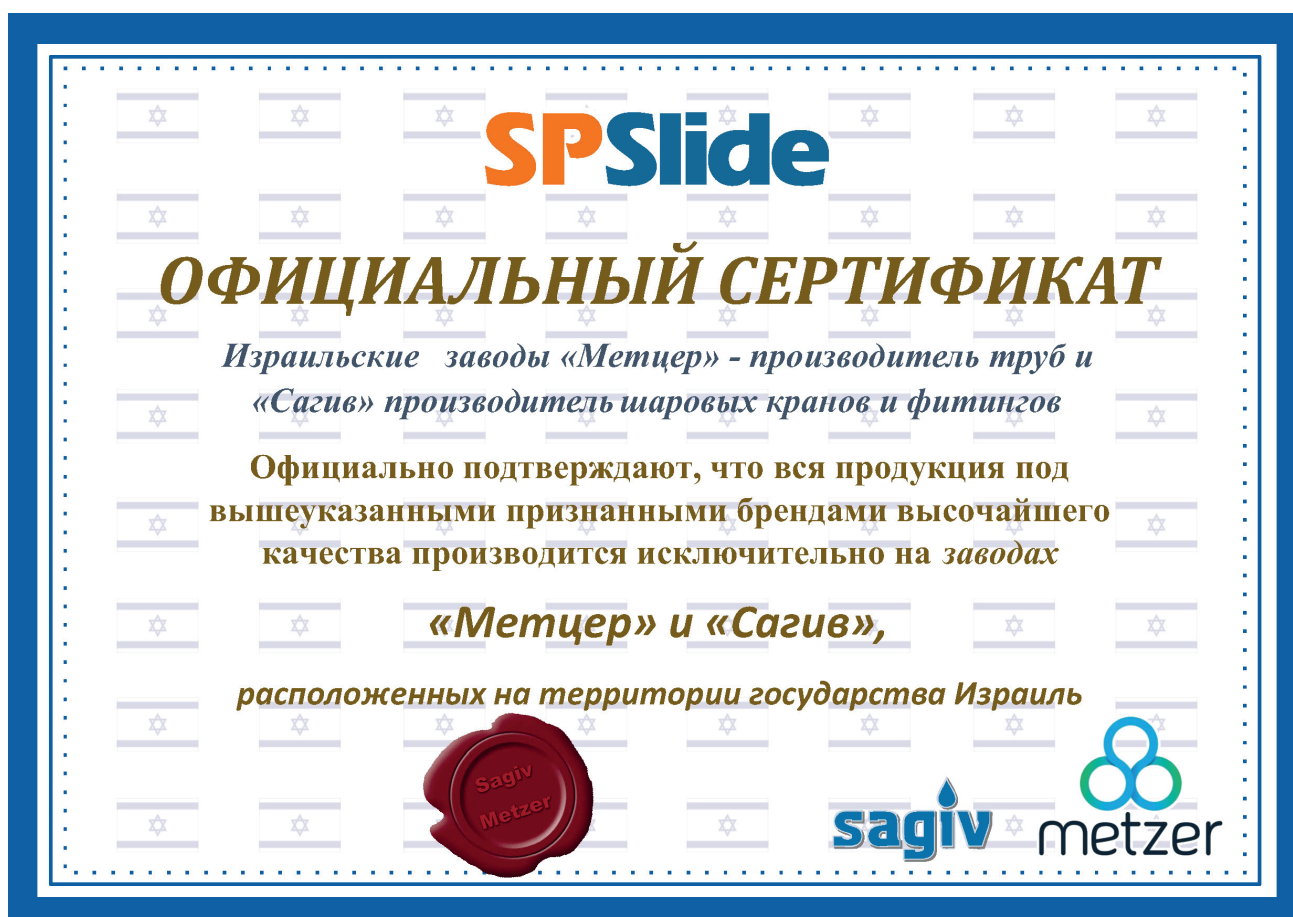 SPSlide
ОФИЦИАЛЬНЫЙ СЕРТИФИКАТ
Израильские заводы «Метцер» - производитель труб и
«Сагив» производитель шаровых кранов и фитингов
Официально подтверждают, что вся продукция под
вышеуказанными признанными брендами высочайшего
качества производится исключительно на заводах
«Метцер» и «Сагив»,
расположенных на территории государства Израиль
Sagiv
Metzer
sagiv
metzer